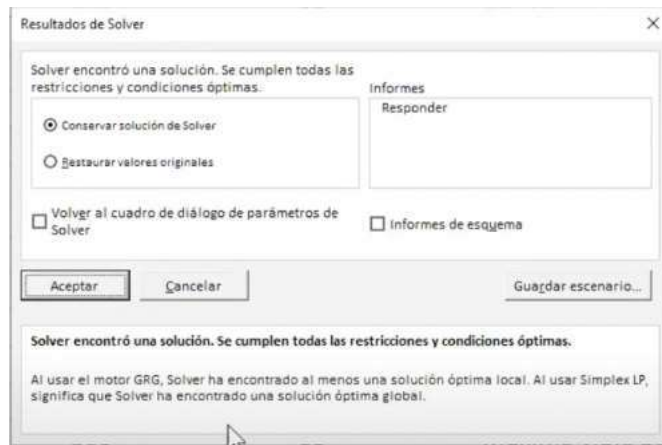 Resultados de Solver
Solver encontró una solución. Se cumplen todas las
restricciones y condiciones óptimas.
Informes
Responder
Conservar solución de Solver
Restaurar valores originales
Volver al cuadro de diálogo de parámetros de
Solver
Informes de esquema
Aceptar
Cancelar
Guardar escenario...
Solver encontró una solución. Se cumplen todas las restricciones y condiciones óptimas.
Al usar el motor GRG, Solver ha encontrado al menos una solución óptima local. Al usar Simplex LP,
significa que Solver ha encontrado una solución óptima global.